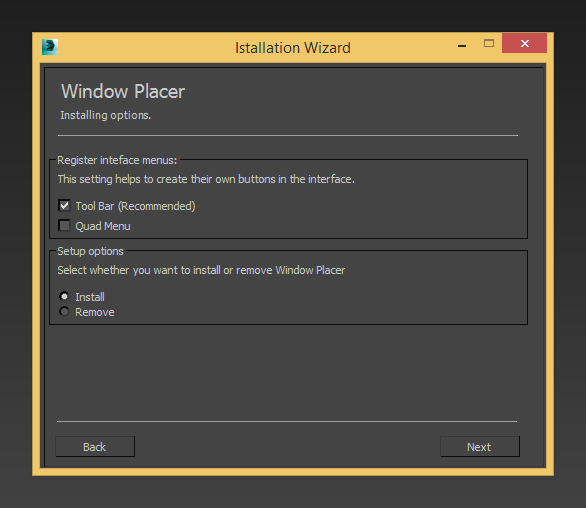 Istallation Wizard
Window Placer
Installing options.
Register inteface menus:
This setting helps to create their own buttons in the interface.
Tool Bar (Recommended)
Quad Menu
Setup options
Select whether you want to install or remove Window Placer
Install
Remove
Back Next